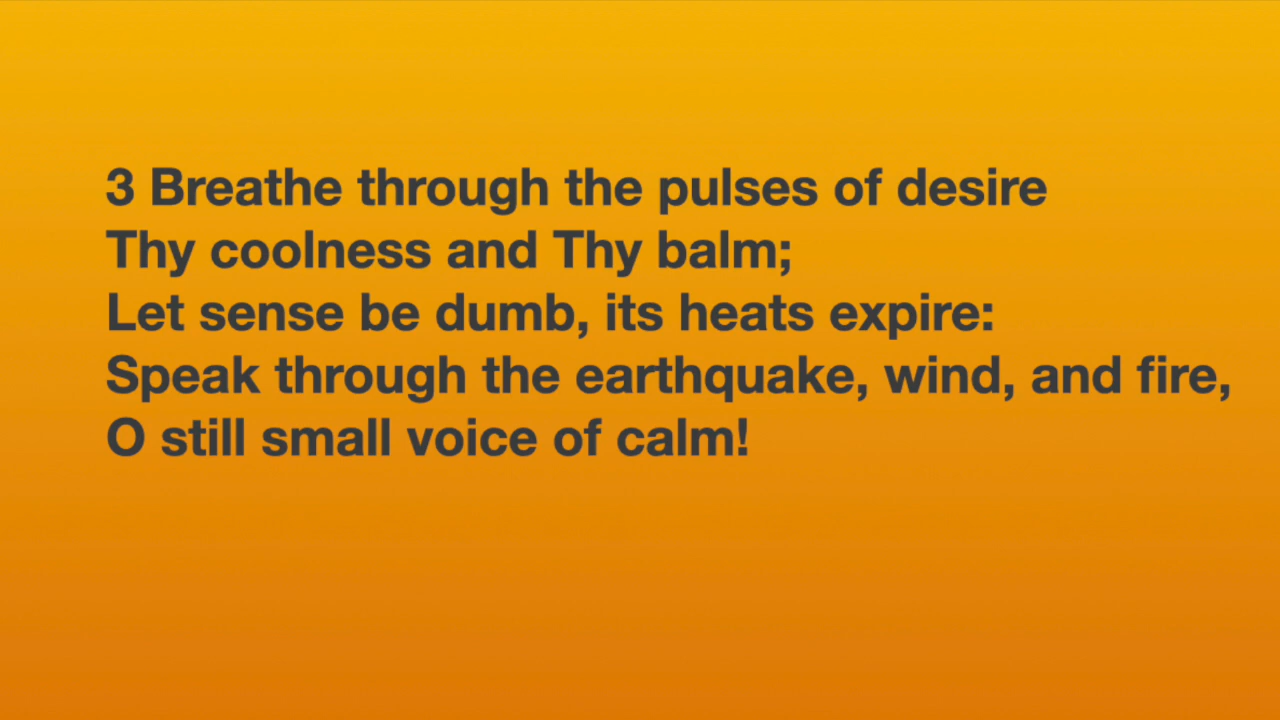 3 Breathe through the pulses of desire
Thy coolness and Thy balm;
Let sense be dumb, its heats expire:
Speak through the earthquake, wind, and fire,
O still small voice of calm!